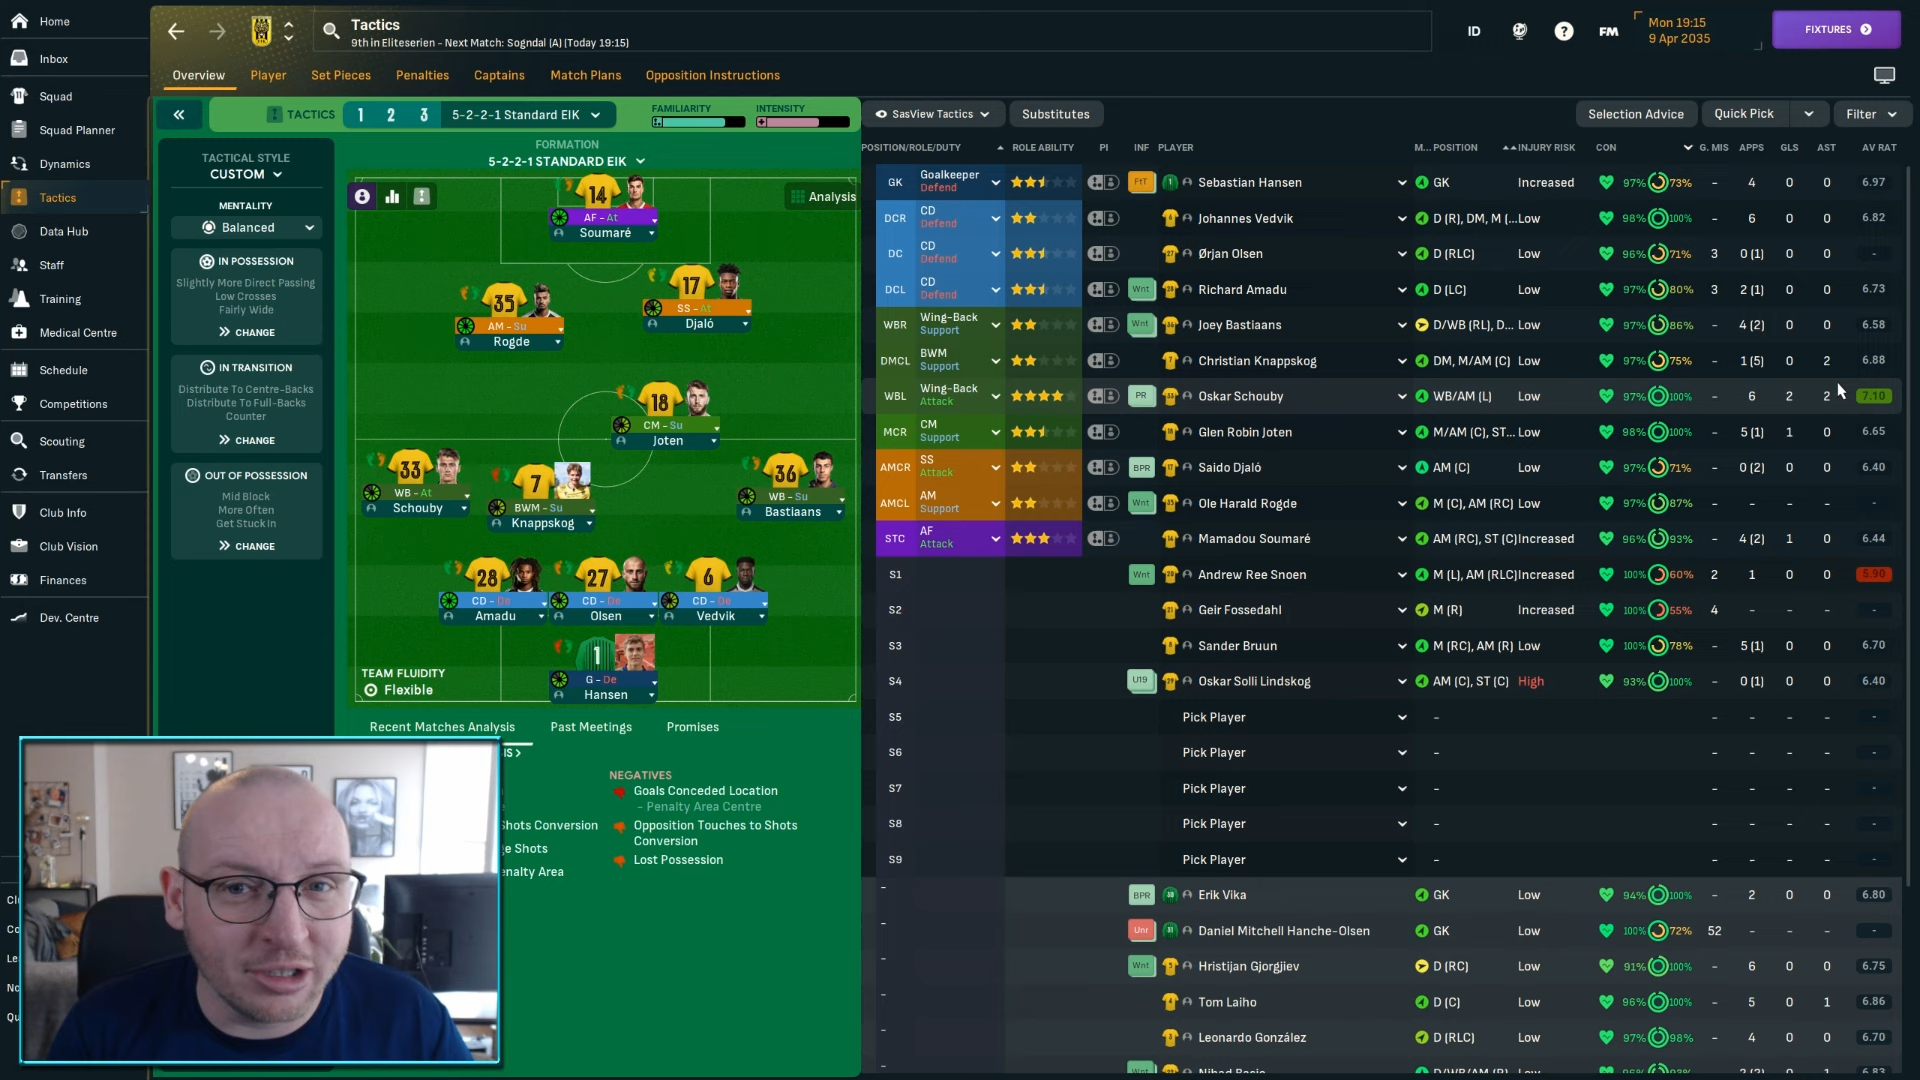 Home
Inbox
Squad
Squad Planner
Dynamics
Tactics
Data Hub
Staff
Training
Medical Centre
Schedule
Competitions
Scouting
Transfers
Club Info
Club Vision
Finances
Dev. Centre
Tactics
9th in Eliteserien - Next Match: Sogndal (A) (Today 19:15)
ID
FM
Mon 19:15
9 Apr 2035
FIXTURES
Overview Player Set Pieces Penalties Captains Match Plans Opposition Instructions
TACTICS 1 2 3 5-2-2-1 Standard EIK
FAMILIARITY
INTENSITY
SasView Tactics
Substitutes
Selection Advice
Quick Pick
Filter
TACTICAL STYLE
CUSTOM
MENTALITY
Balanced
IN POSSESSION
Slightly More Direct Passing
Low Crosses
Fairly Wide
CHANGE
IN TRANSITION
Distribute To Centre-Backs
Distribute To Full-Backs
Counter
CHANGE
OUT OF POSSESSION
Mid Block
More Often
Get Stuck In
CHANGE
FORMATION
5-2-2-1 STANDARD EIK
Analysis
14
AF - At
Soumaré
35
AM - Su
Rogde
17
SS - At
Djaló
18
CM - Su
Joten
33
WB - At
Schouby
7
BWM - Su
Knappskog
36
WB - Su
Bastiaans
28
CD - De
Amadu
27
CD - De
Olsen
6
CD - De
Vedvik
1
G - De
Hansen
TEAM FLUIDITY
Flexible
Recent Matches Analysis Past Meetings Promises
NEGATIVES
Goals Conceded Location
- Penalty Area Centre
Opposition Touches to Shots
Conversion
Lost Possession
Shots Conversion
ge Shots
enalty Area
POSITION/ROLE/DUTY ROLE ABILITY PI INF PLAYER M... POSITION INJURY RISK CON G. MIS APPS GLS AST AV RAT
GK Goalkeeper Defend FtT Sebastian Hansen GK Increased 97% 73% - 4 0 0 6.97
DCR CD Defend Johannes Vedvik D (R), DM, M (... Low 98% 100% - 6 0 0 6.82
DC CD Defend Ørjan Olsen D (RLC) Low 96% 71% 3 0 (1) 0 0 -
DCL CD Defend Wnt Richard Amadu D (LC) Low 97% 80% 3 2 (1) 0 0 6.73
WBR Wing-Back Support Wnt Joey Bastiaans D/WB (RL), D... Low 97% 86% - 4 (2) 0 0 6.58
DMCL BWM Support Christian Knappskog DM, M/AM (C) Low 97% 75% - 1 (5) 0 2 6.88
WBL Wing-Back Attack PR Oskar Schouby WB/AM (L) Low 97% 100% - 6 2 2 7.10
MCR CM Support Glen Robin Joten M/AM (C), ST... Low 98% 100% - 5 (1) 1 0 6.65
AMCR SS Attack BPR Saido Djaló AM (C) Low 97% 71% - 0 (2) 0 0 6.40
AMCL AM Support Wnt Ole Harald Rogde M (C), AM (RC) Low 97% 87% - - - - -
STC AF Attack Mamadou Soumaré AM (RC), ST (C) Increased 96% 93% - 4 (2) 1 0 6.44
S1 Wnt Andrew Ree Snoen M (L), AM (RLC) Increased 100% 60% 2 1 0 0 5.90
S2 Geir Fossedahl M (R) Increased 100% 55% 4 - - - -
S3 Sander Bruun M (RC), AM (R) Low 100% 78% - 5 (1) 0 0 6.70
S4 U19 Oskar Solli Lindskog AM (C), ST (C) High 93% 100% - 0 (1) 0 0 6.40
S5 Pick Player - - - - - -
S6 Pick Player - - - - - -
S7 Pick Player - - - - - -
S8 Pick Player - - - - - -
S9 Pick Player - - - - - -
- BPR Erik Vika GK Low 94% 100% - 2 0 0 6.80
- Unr Daniel Mitchell Hanche-Olsen GK Low 100% 72% 52 - - - -
- Wnt Hristijan Gjorgjiev D (RC) Low 91% 100% - 6 0 0 6.75
- Tom Laiho D (C) Low 96% 100% - 5 0 1 6.86
- Leonardo González D (RLC) Low 97% 98% - 4 0 0 6.70